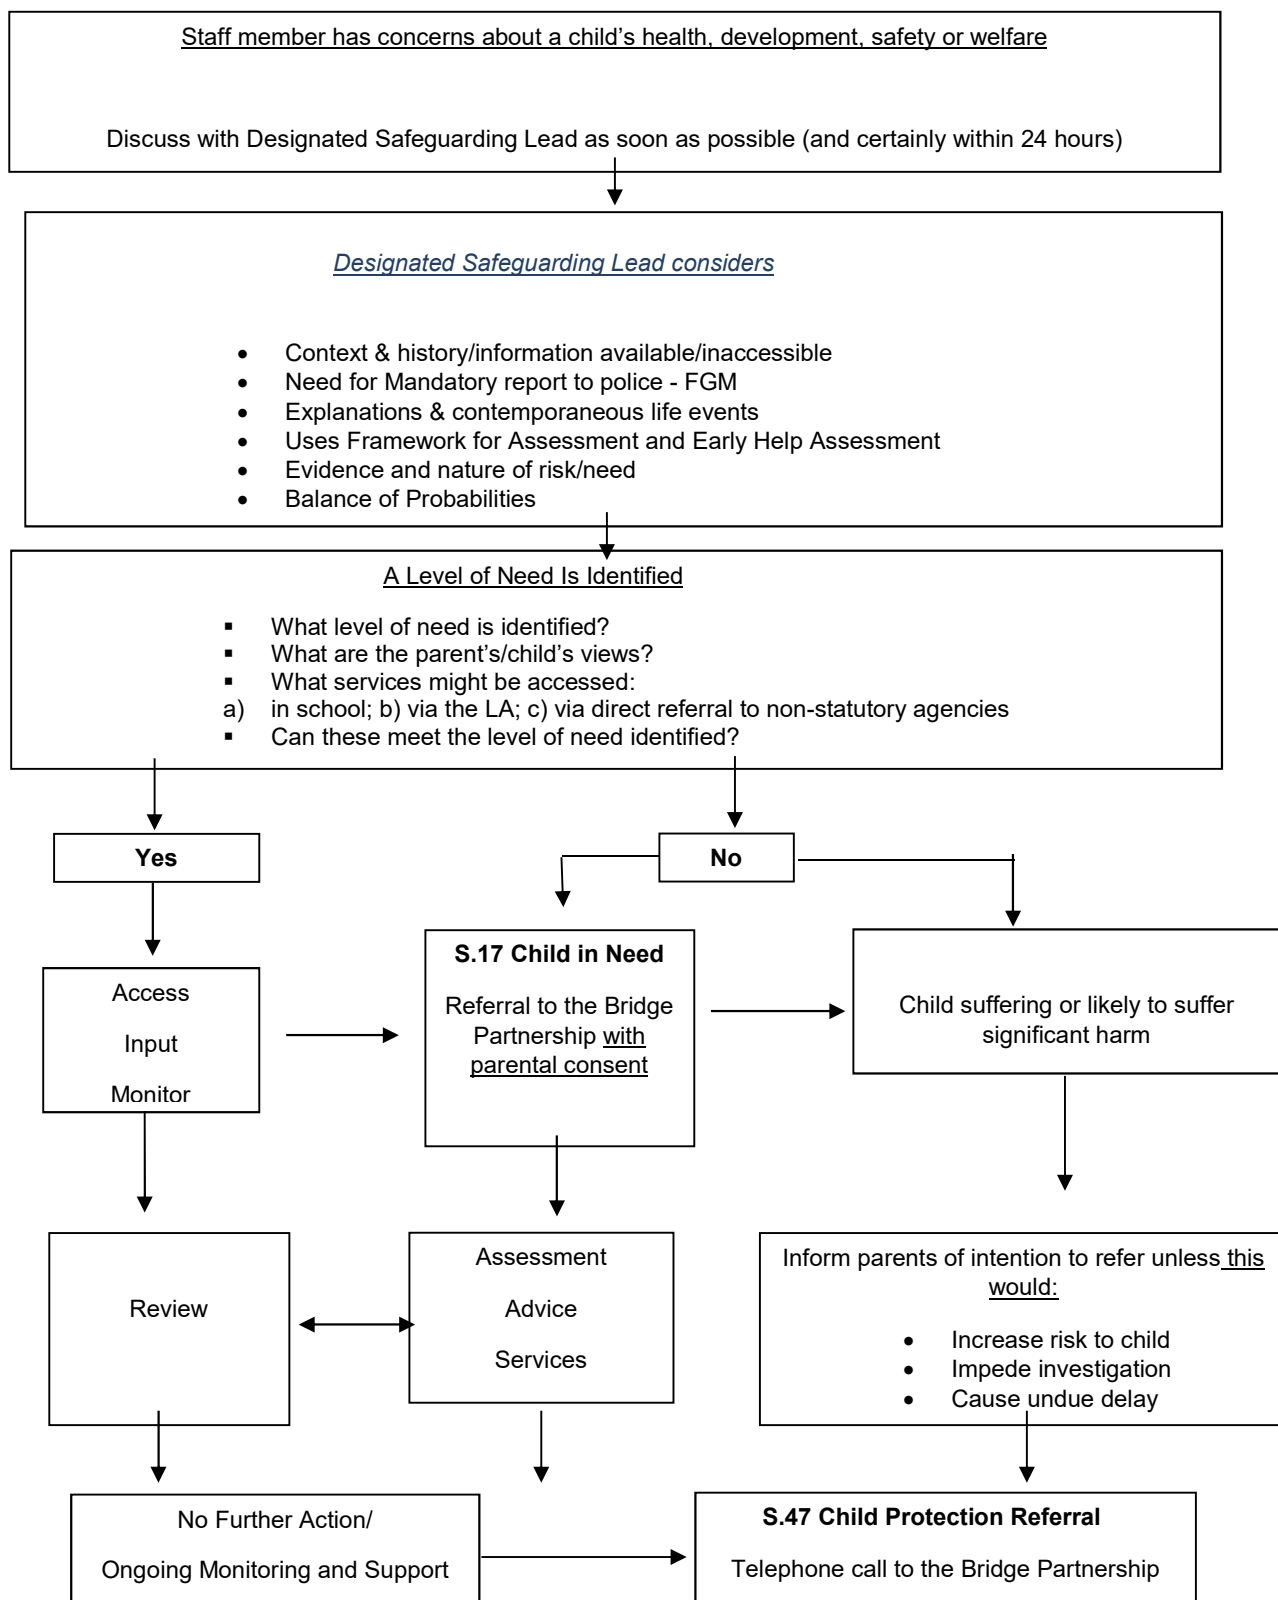 Staff member has concerns about a child’s health, development, safety or welfare
Discuss with Designated Safeguarding Lead as soon as possible (and certainly within 24 hours)
Designated Safeguarding Lead considers
• Context & history/information available/inaccessible
• Need for Mandatory report to police - FGM
• Explanations & contemporaneous life events
• Uses Framework for Assessment and Early Help Assessment
• Evidence and nature of risk/need
• Balance of Probabilities
A Level of Need Is Identified
▪ What level of need is identified?
▪ What are the parent’s/child’s views?
▪ What services might be accessed:
a) in school; b) via the LA; c) via direct referral to non-statutory agencies
▪ Can these meet the level of need identified?
Yes
No
Access
Input
Monitor
S.17 Child in Need
Referral to the Bridge
Partnership with
parental consent
Child suffering or likely to suffer
significant harm
Review
Assessment
Advice
Services
Inform parents of intention to refer unless this
would:
• Increase risk to child
• Impede investigation
• Cause undue delay
No Further Action/
Ongoing Monitoring and Support
S.47 Child Protection Referral
Telephone call to the Bridge Partnership